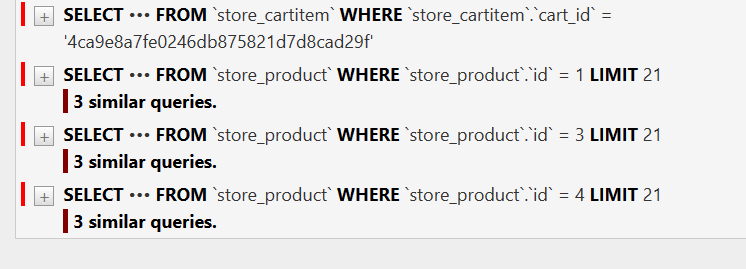 + SELECT ••• FROM `store_cartitem` WHERE `store_cartitem`.`cart_id` =
'4ca9e8a7fe0246db875821d7d8cad29f'
+ SELECT ••• FROM `store_product` WHERE `store_product`.`id` = 1 LIMIT 21
3 similar queries.
+ SELECT ••• FROM `store_product` WHERE `store_product`.`id` = 3 LIMIT 21
3 similar queries.
+ SELECT ••• FROM `store_product` WHERE `store_product`.`id` = 4 LIMIT 21
3 similar queries.